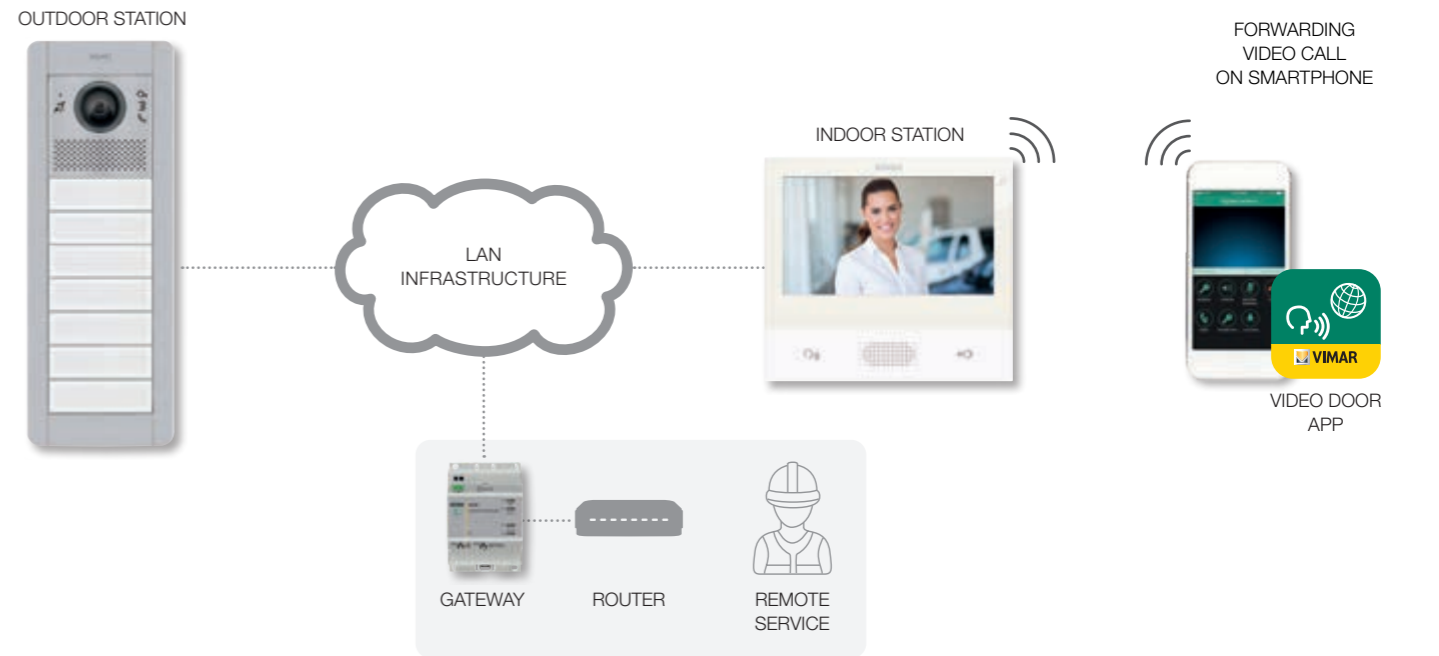 OUTDOOR STATION
FORWARDING
VIDEO CALL
ON SMARTPHONE
INDOOR STATION
LAN
INFRASTRUCTURE
VIMAR
VIDEO DOOR
APP
GATEWAY
ROUTER
REMOTE
SERVICE